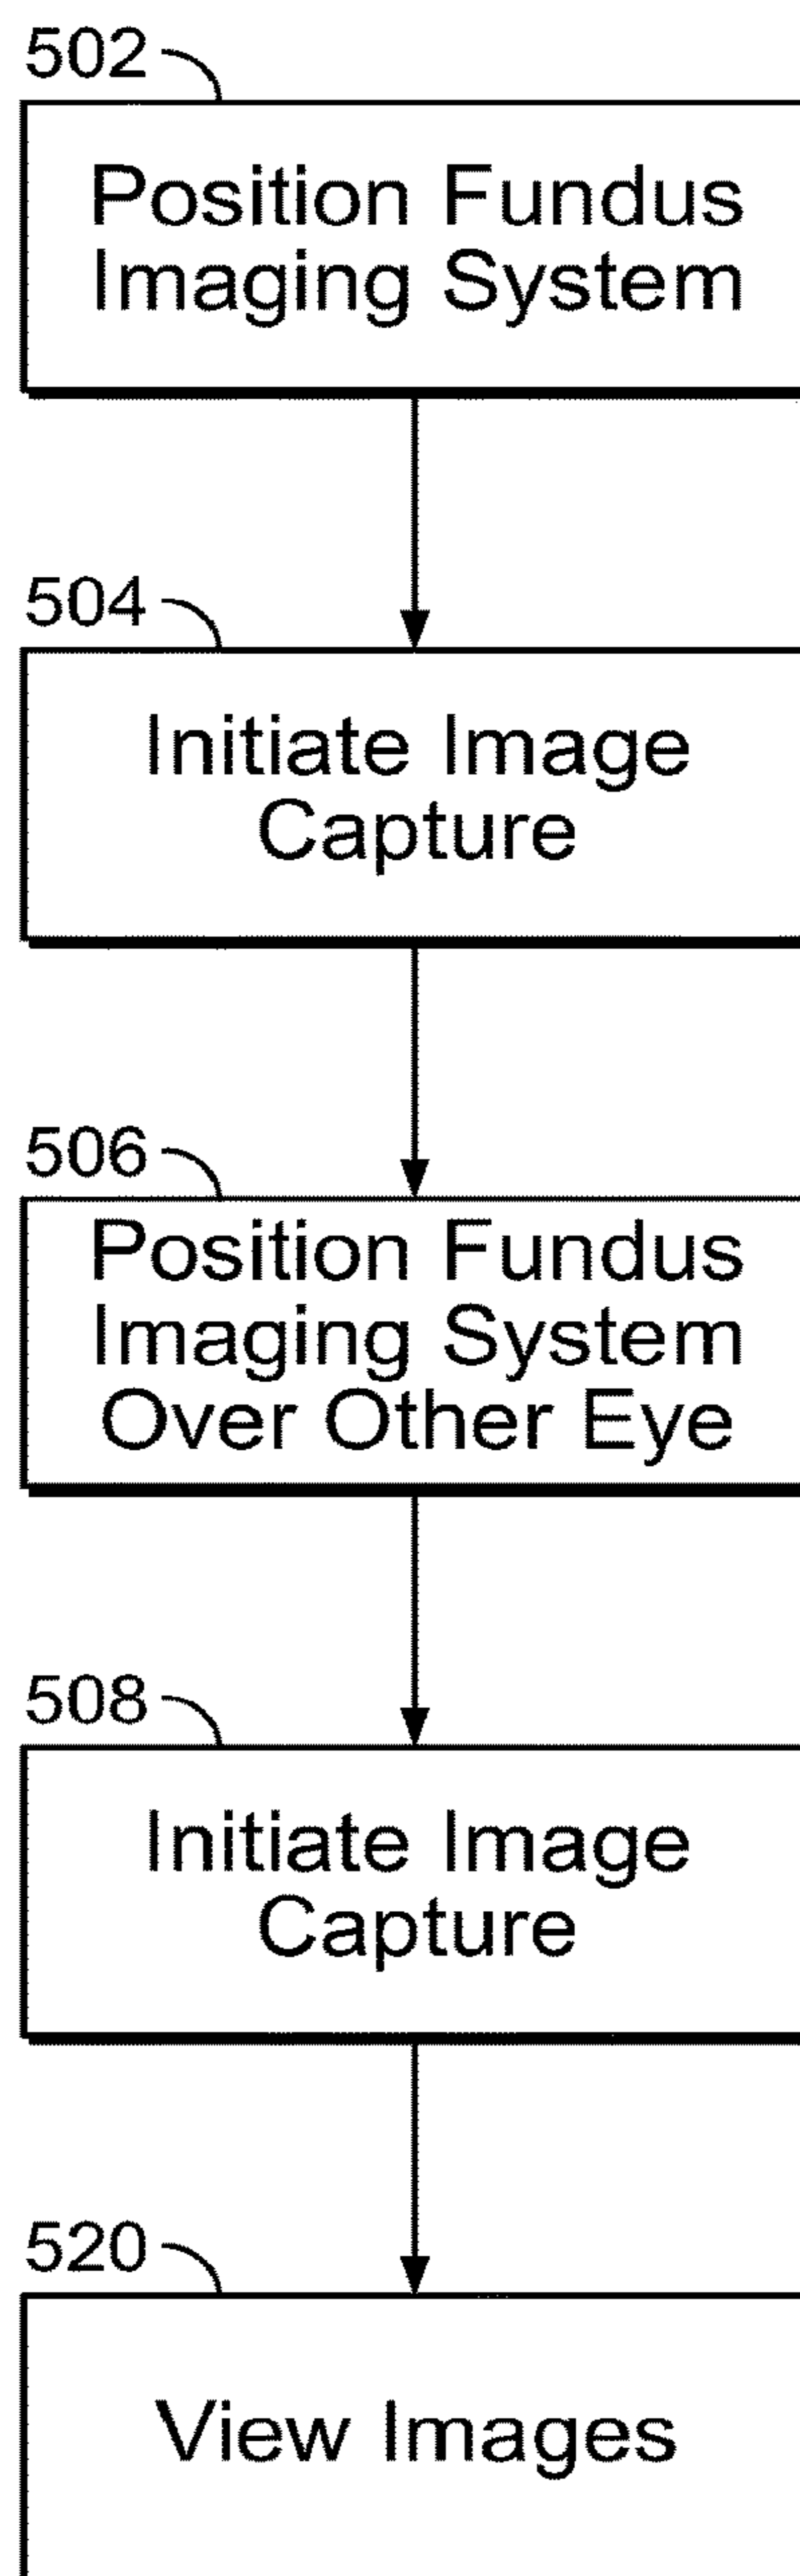 502
Position Fundus
Imaging System
504
Initiate Image
Capture
506
Position Fundus
Imaging System
Over Other Eye
508
Initiate Image
Capture
520
View Images